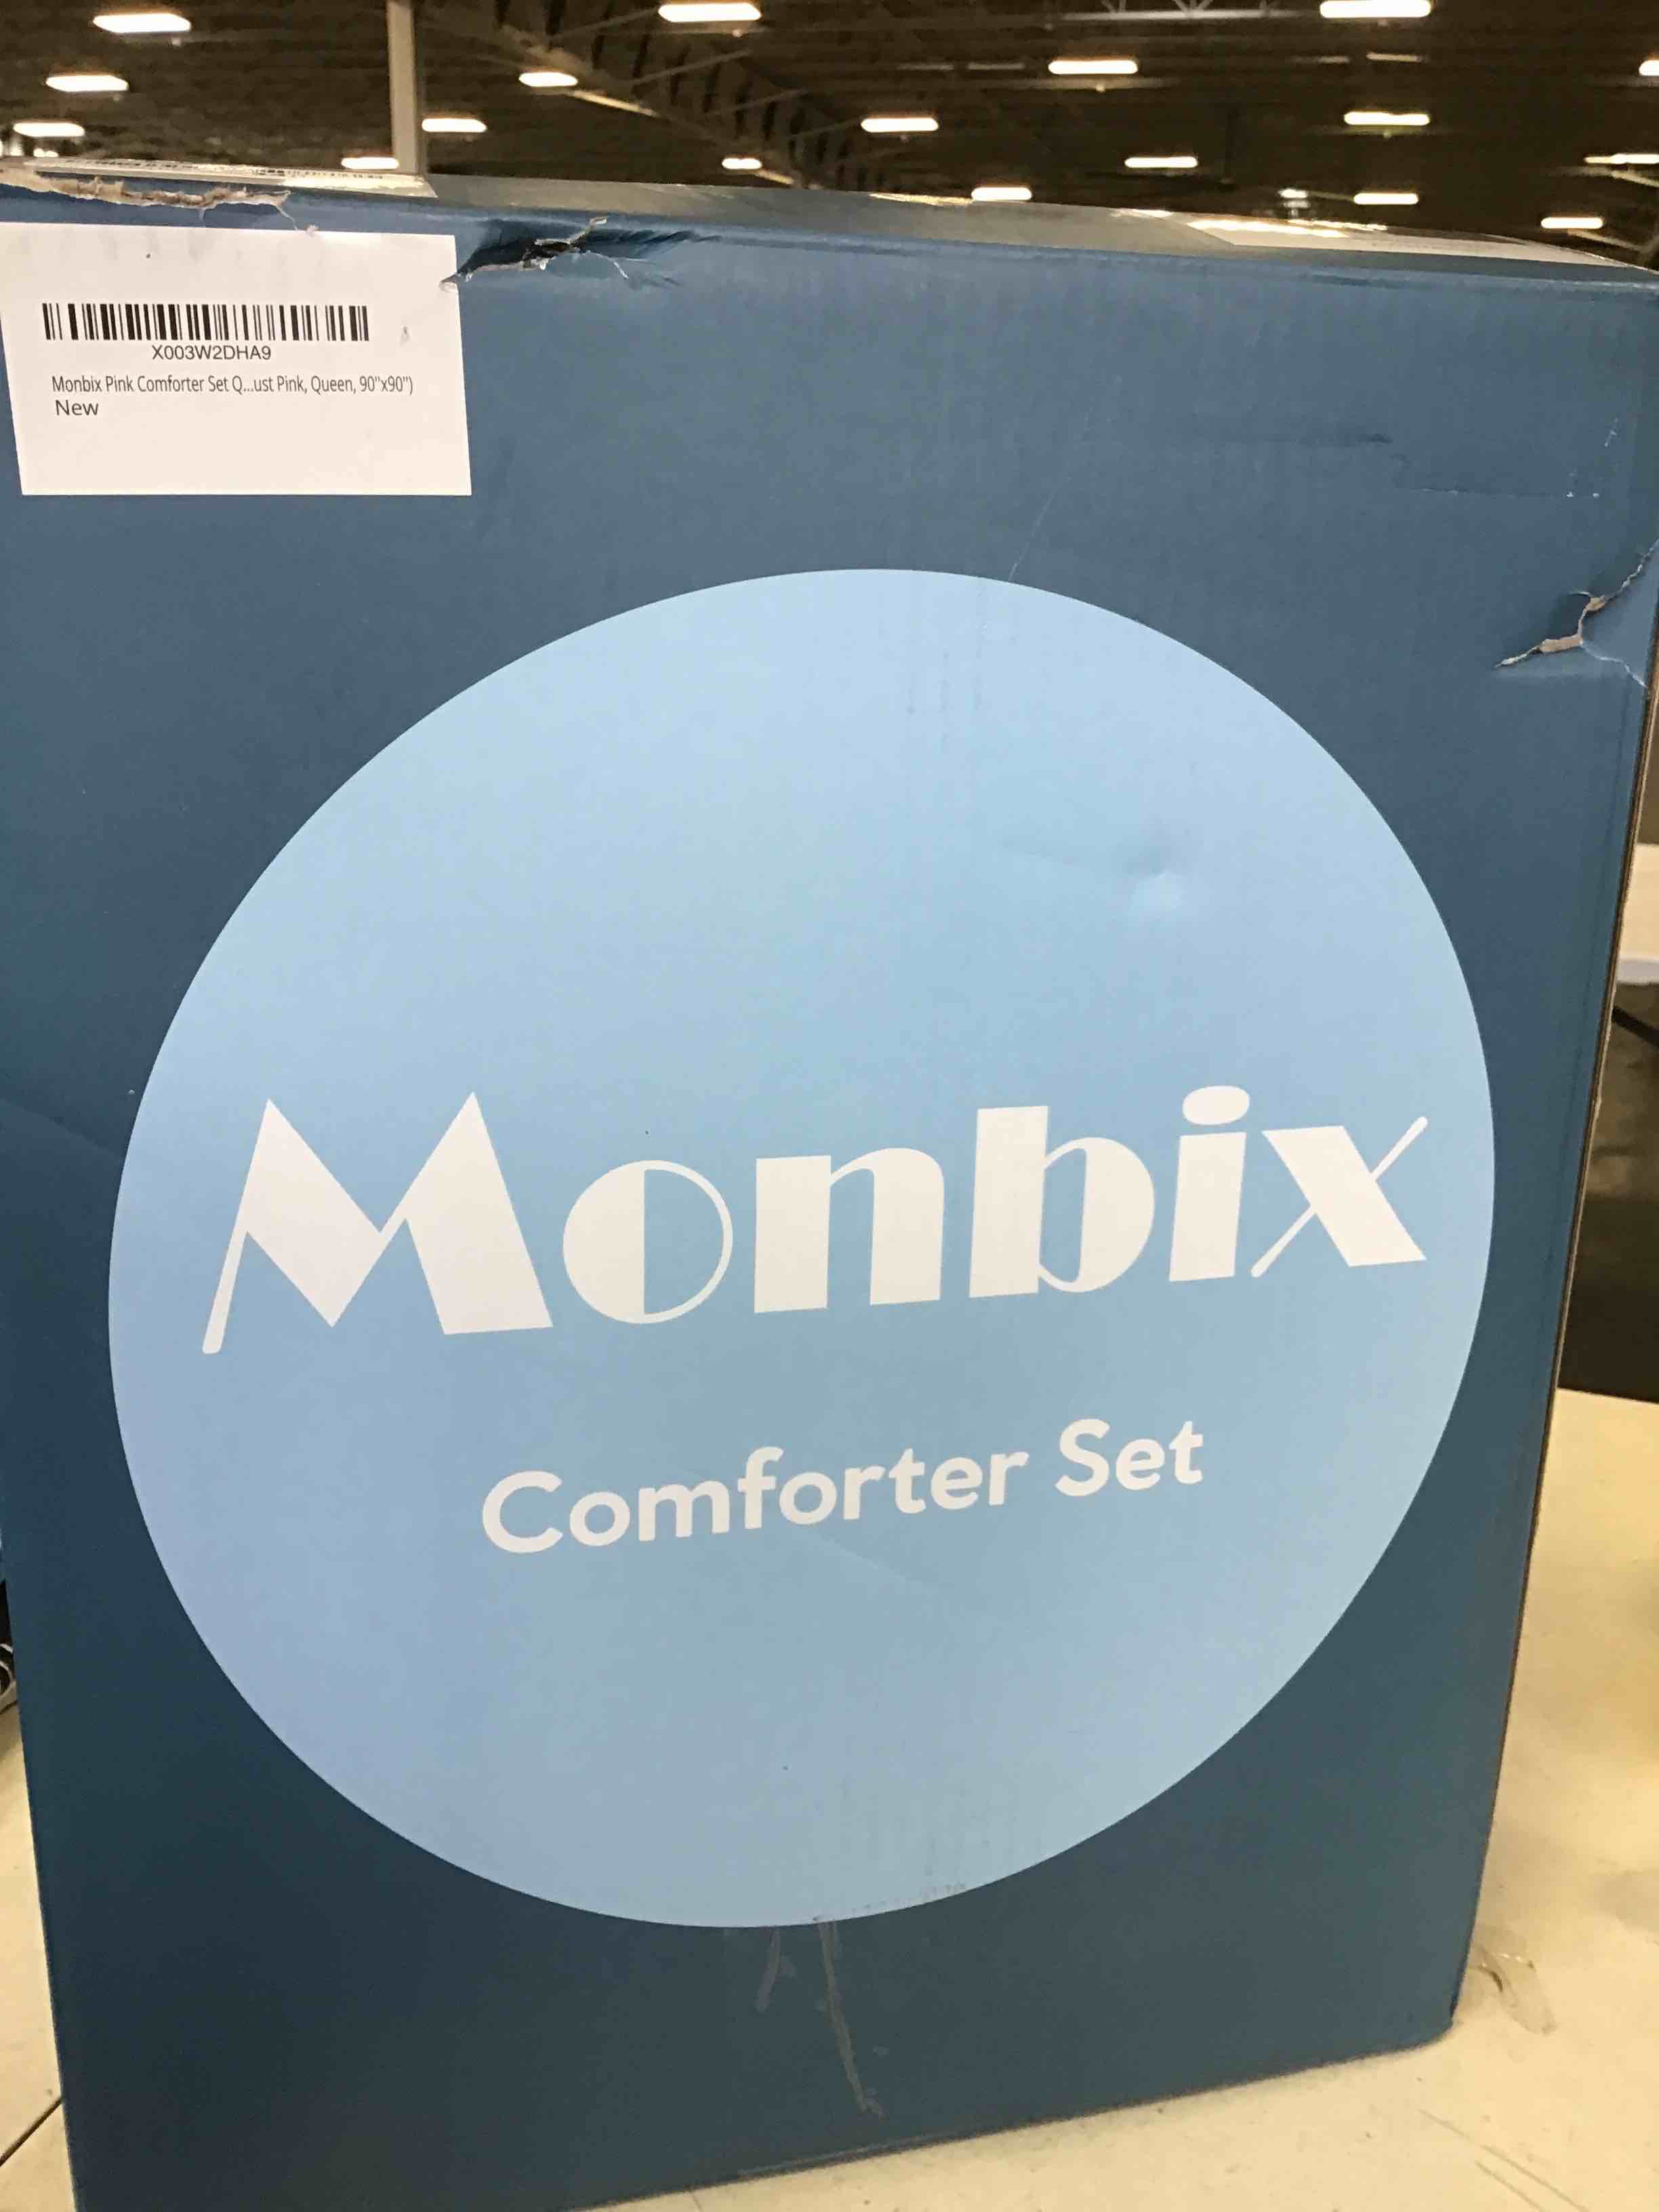 X003W2DHA9
Monbix Pink Comforter Set Q...ust Pink, Queen, 90"x90")
New
Monbix
Comforter Set